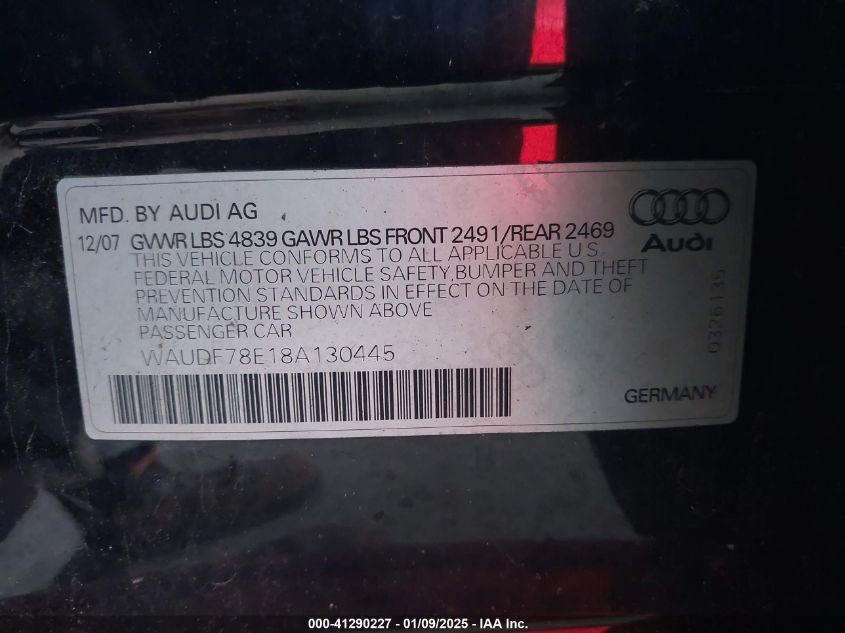 MFD. BY AUDI AG
12/07 GVWR LBS 4839 GAWR LBS FRONT 2491/REAR 2469
THIS VEHICLE CONFORMS TO ALL APPLICABLE U.S.
FEDERAL MOTOR VEHICLE SAFETY,BUMPER AND THEFT
PREVENTION STANDARDS IN EFFECT ON THE DATE OF
MANUFACTURE SHOWN ABOVE
PASSENGER CAR
WAUDF78E18A130445
Audi
0326135
GERMANY
000-41290227 - 01/09/2025 - IAA Inc.